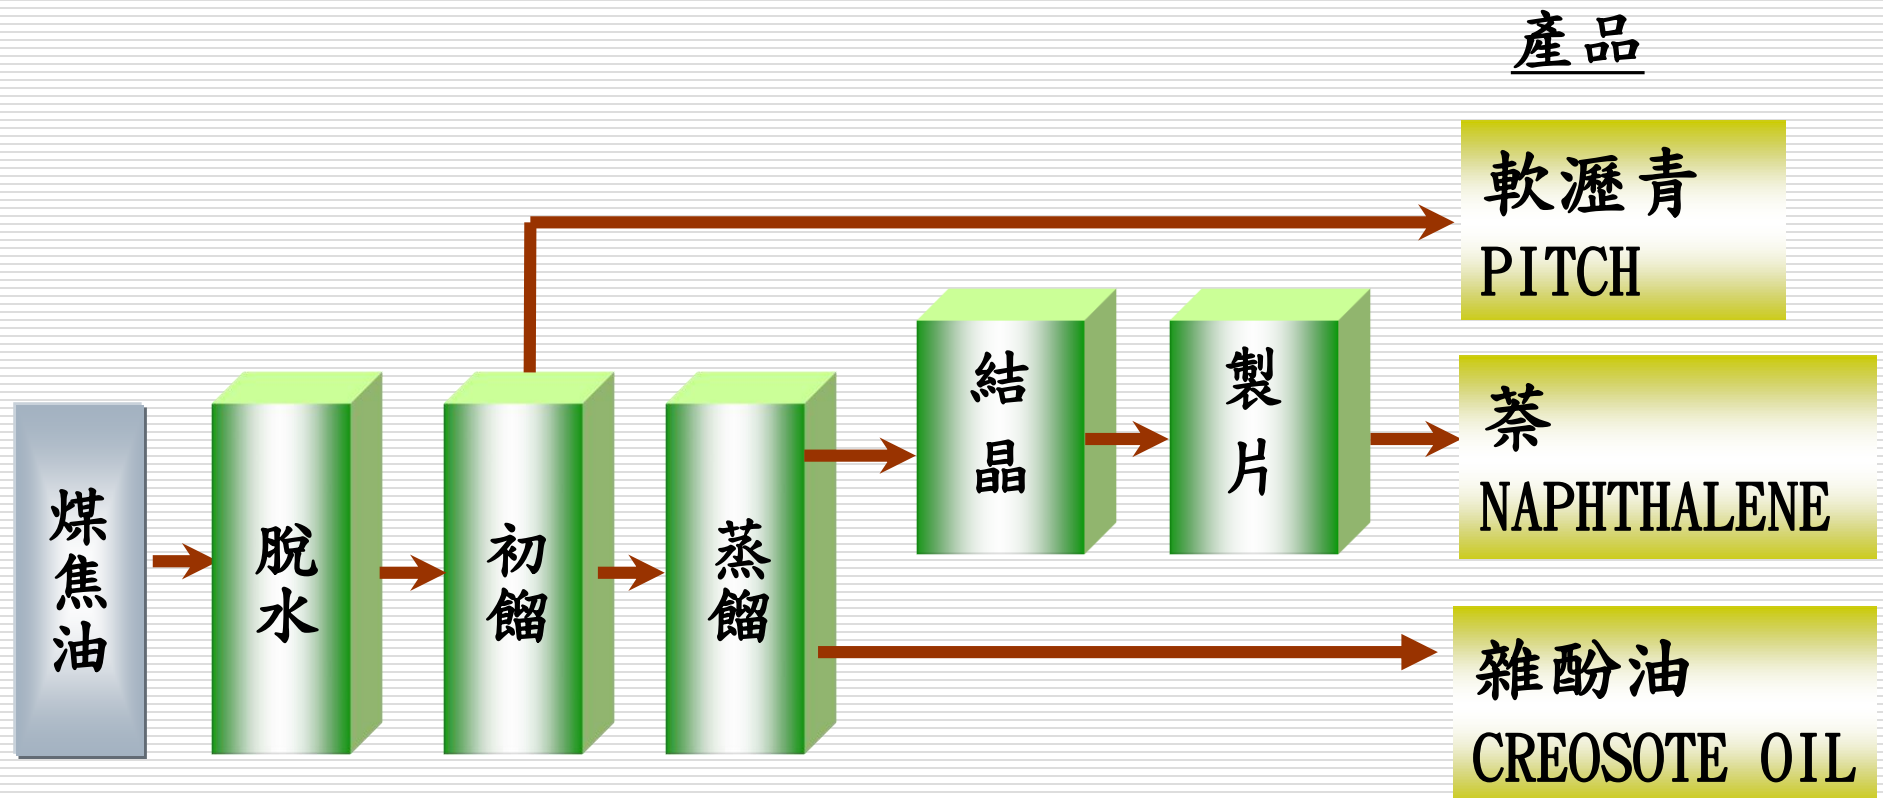 產品
軟瀝青
PITCH
結晶
製片
萘
NAPHTHALENE
煤焦油
脫水
初餾
蒸餾
雜酚油
CREOSOTE OIL